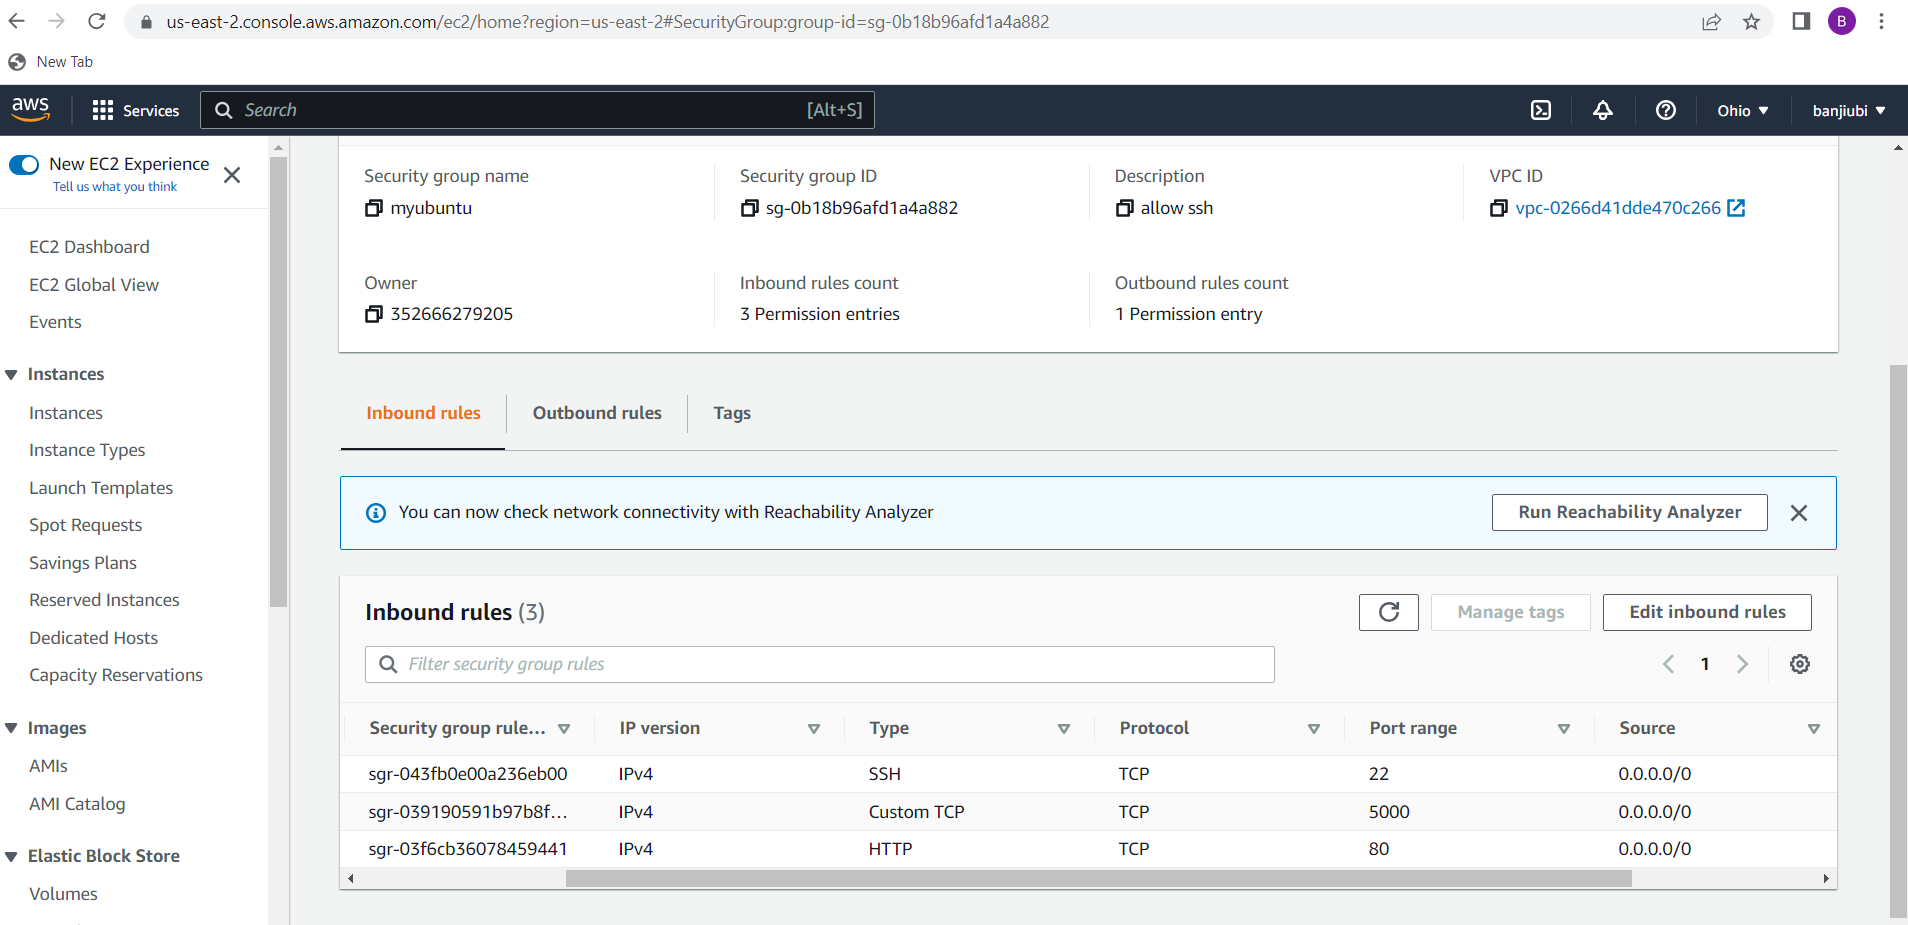 us-east-2.console.aws.amazon.com/ec2/home?region=us-east-2#SecurityGroup:group-id=sg-0b18b96afd1a4a882
B
New Tab
aws
Services
Search
[Alt+S]
Ohio
banjiubi
New EC2 Experience
Tell us what you think
EC2 Dashboard
EC2 Global View
Events
Instances
Instances
Instance Types
Launch Templates
Spot Requests
Savings Plans
Reserved Instances
Dedicated Hosts
Capacity Reservations
Images
AMIs
AMI Catalog
Elastic Block Store
Volumes
Security group name
myubuntu
Security group ID
sg-0b18b96afd1a4a882
Description
allow ssh
VPC ID
vpc-0266d41dde470c266
Owner
352666279205
Inbound rules count
3 Permission entries
Outbound rules count
1 Permission entry
Inbound rules
Outbound rules
Tags
You can now check network connectivity with Reachability Analyzer
Run Reachability Analyzer
Inbound rules (3)
Manage tags
Edit inbound rules
Filter security group rules
1
Security group rule... IP version Type Protocol Port range Source
sgr-043fb0e00a236eb00 IPv4 SSH TCP 22 0.0.0.0/0
sgr-039190591b97b8f... IPv4 Custom TCP TCP 5000 0.0.0.0/0
sgr-03f6cb36078459441 IPv4 HTTP TCP 80 0.0.0.0/0